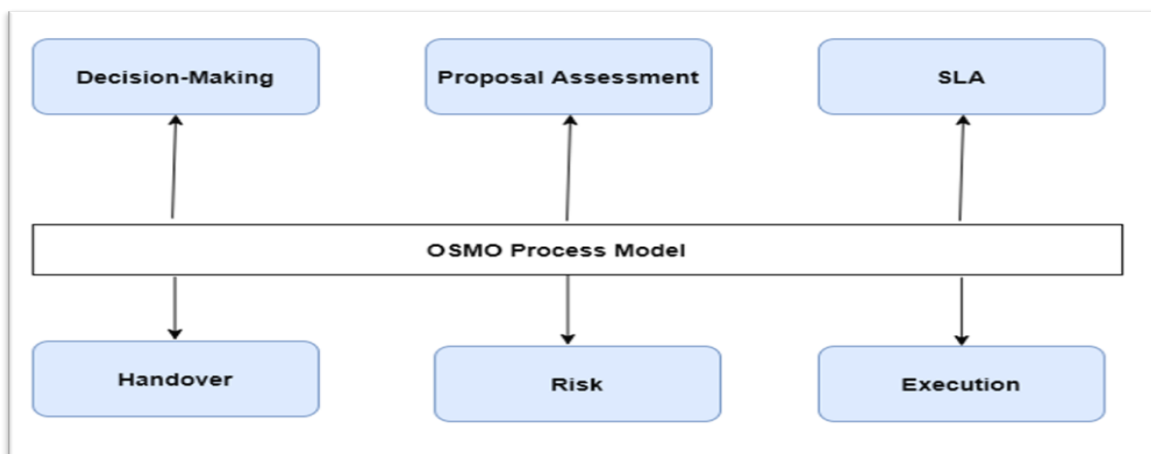 Decision-Making
Proposal Assessment
SLA
OSMO Process Model
Handover
Risk
Execution